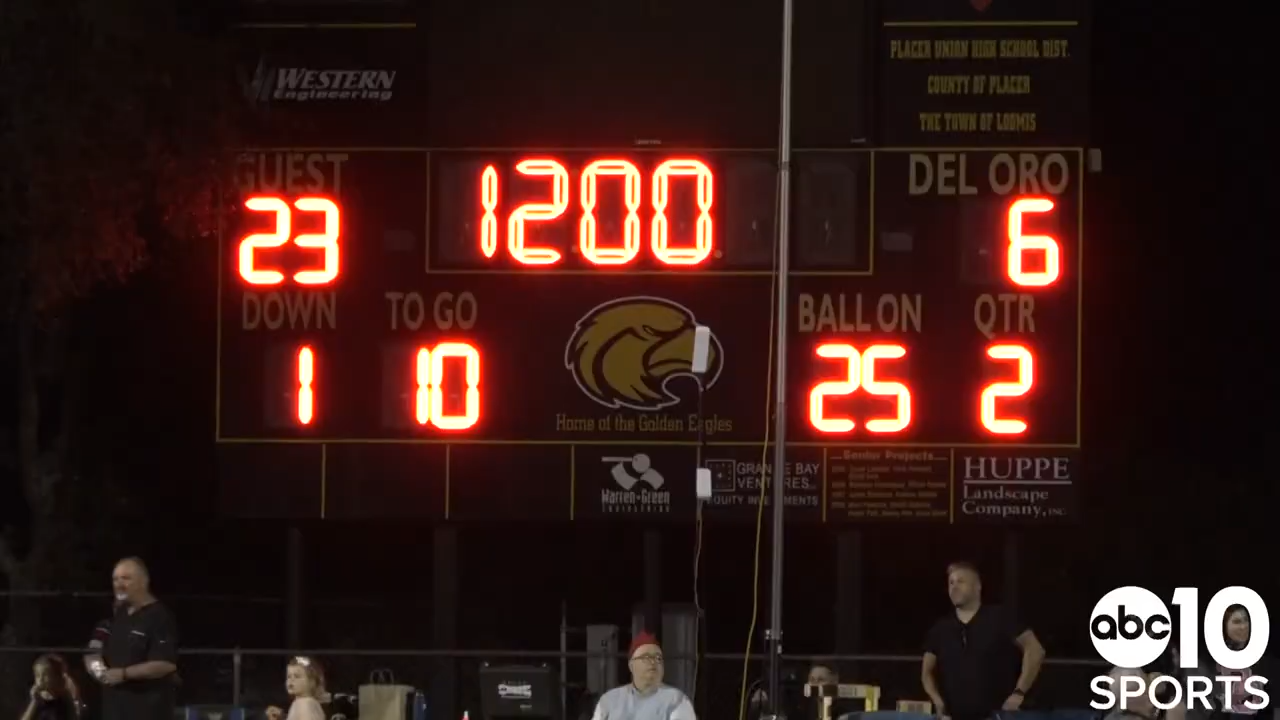 WESTERN
Engineering
PLACER UNION HIGH SCHOOL DIST.
COUNTY OF PLACER
THE TOWN OF LOOMIS
GUEST
1200
DEL ORO
23
6
DOWN
TO GO
BALL ON
QTR
1
10
25
2
Home of the Golden Eagles
Warren & Green
ENGINEERING
GRANITE BAY
VENTURES
EQUITY INVESTMENTS
Senior Projects
HUPPE
Landscape
Company, INC
abc 10
SPORTS